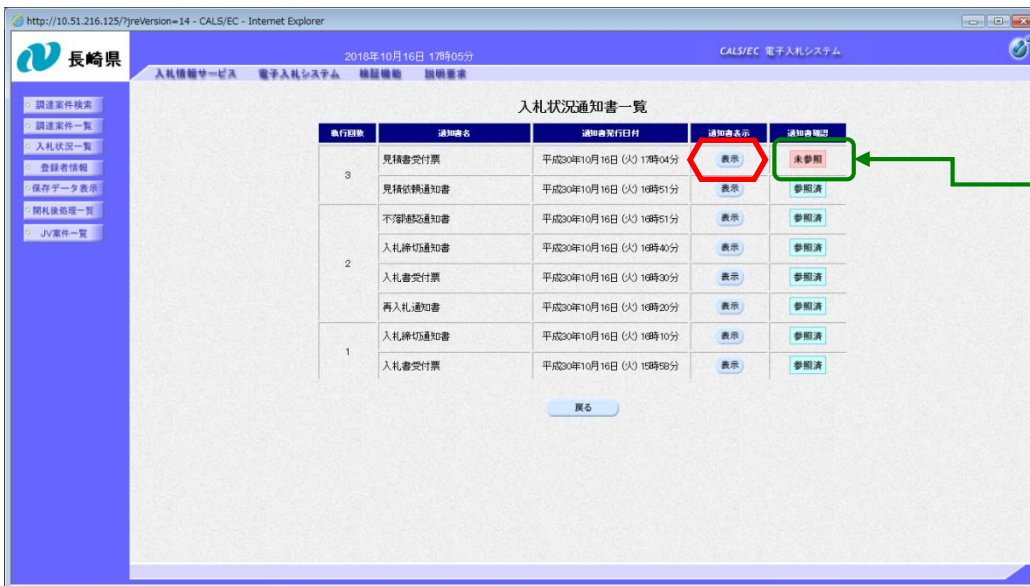 http://10.51.216.125/?jreVersion=14 - CALS/EC - Internet Explorer
長崎県
2018年10月16日 17時05分
CALS/EC 電子入札システム
入札情報サービス 電子入札システム 検証機能 説明要求
調達案件検索
調達案件一覧
入札状況一覧
登録者情報
保存データ表示
開札後処理一覧
JV案件一覧
入札状況通知書一覧
執行回数 通知書名 通知書発行日付 通知書表示 通知書確認
3
見積書受付票 平成30年10月16日 (火) 17時04分 表示 未参照
見積依頼通知書 平成30年10月16日 (火) 16時51分 表示 参照済
2
不落随契通知書 平成30年10月16日 (火) 16時51分 表示 参照済
入札締切通知書 平成30年10月16日 (火) 16時40分 表示 参照済
入札書受付票 平成30年10月16日 (火) 16時30分 表示 参照済
再入札通知書 平成30年10月16日 (火) 16時20分 表示 参照済
1
入札締切通知書 平成30年10月16日 (火) 16時10分 表示 参照済
入札書受付票 平成30年10月16日 (火) 15時58分 表示 参照済
戻る